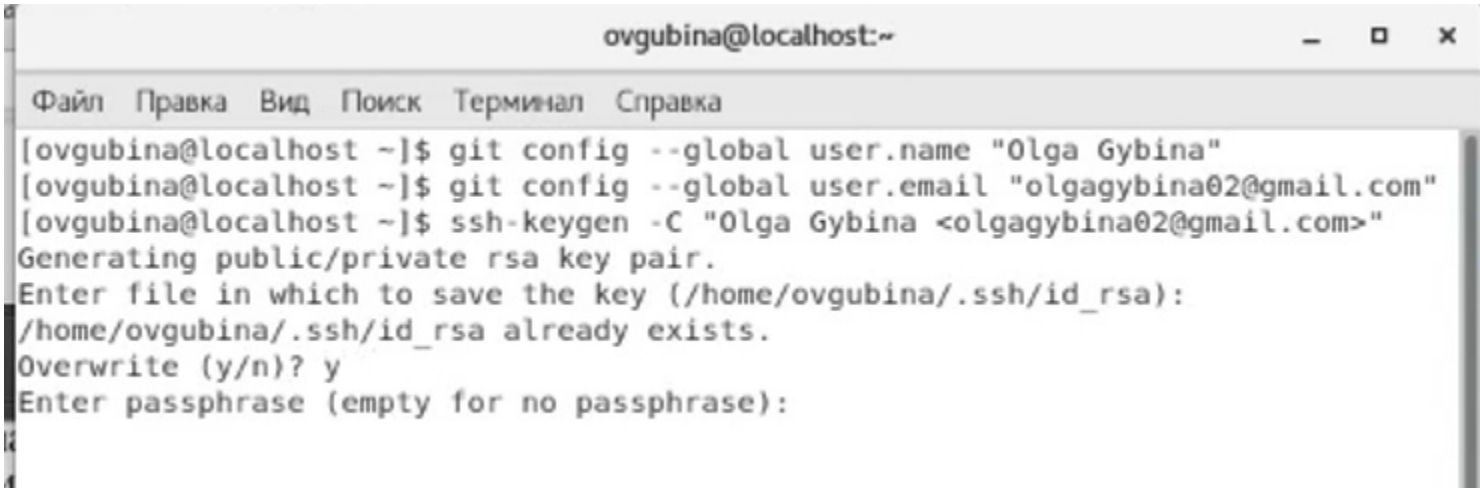 ovgubina@localhost:~
Файл Правка Вид Поиск Терминал Справка
[ovgubina@localhost ~]$ git config --global user.name "Olga Gybina"
[ovgubina@localhost ~]$ git config --global user.email "olgagybina02@gmail.com"
[ovgubina@localhost ~]$ ssh-keygen -C "Olga Gybina <olgagybina02@gmail.com>"
Generating public/private rsa key pair.
Enter file in which to save the key (/home/ovgubina/.ssh/id_rsa):
/home/ovgubina/.ssh/id_rsa already exists.
Overwrite (y/n)? y
Enter passphrase (empty for no passphrase):